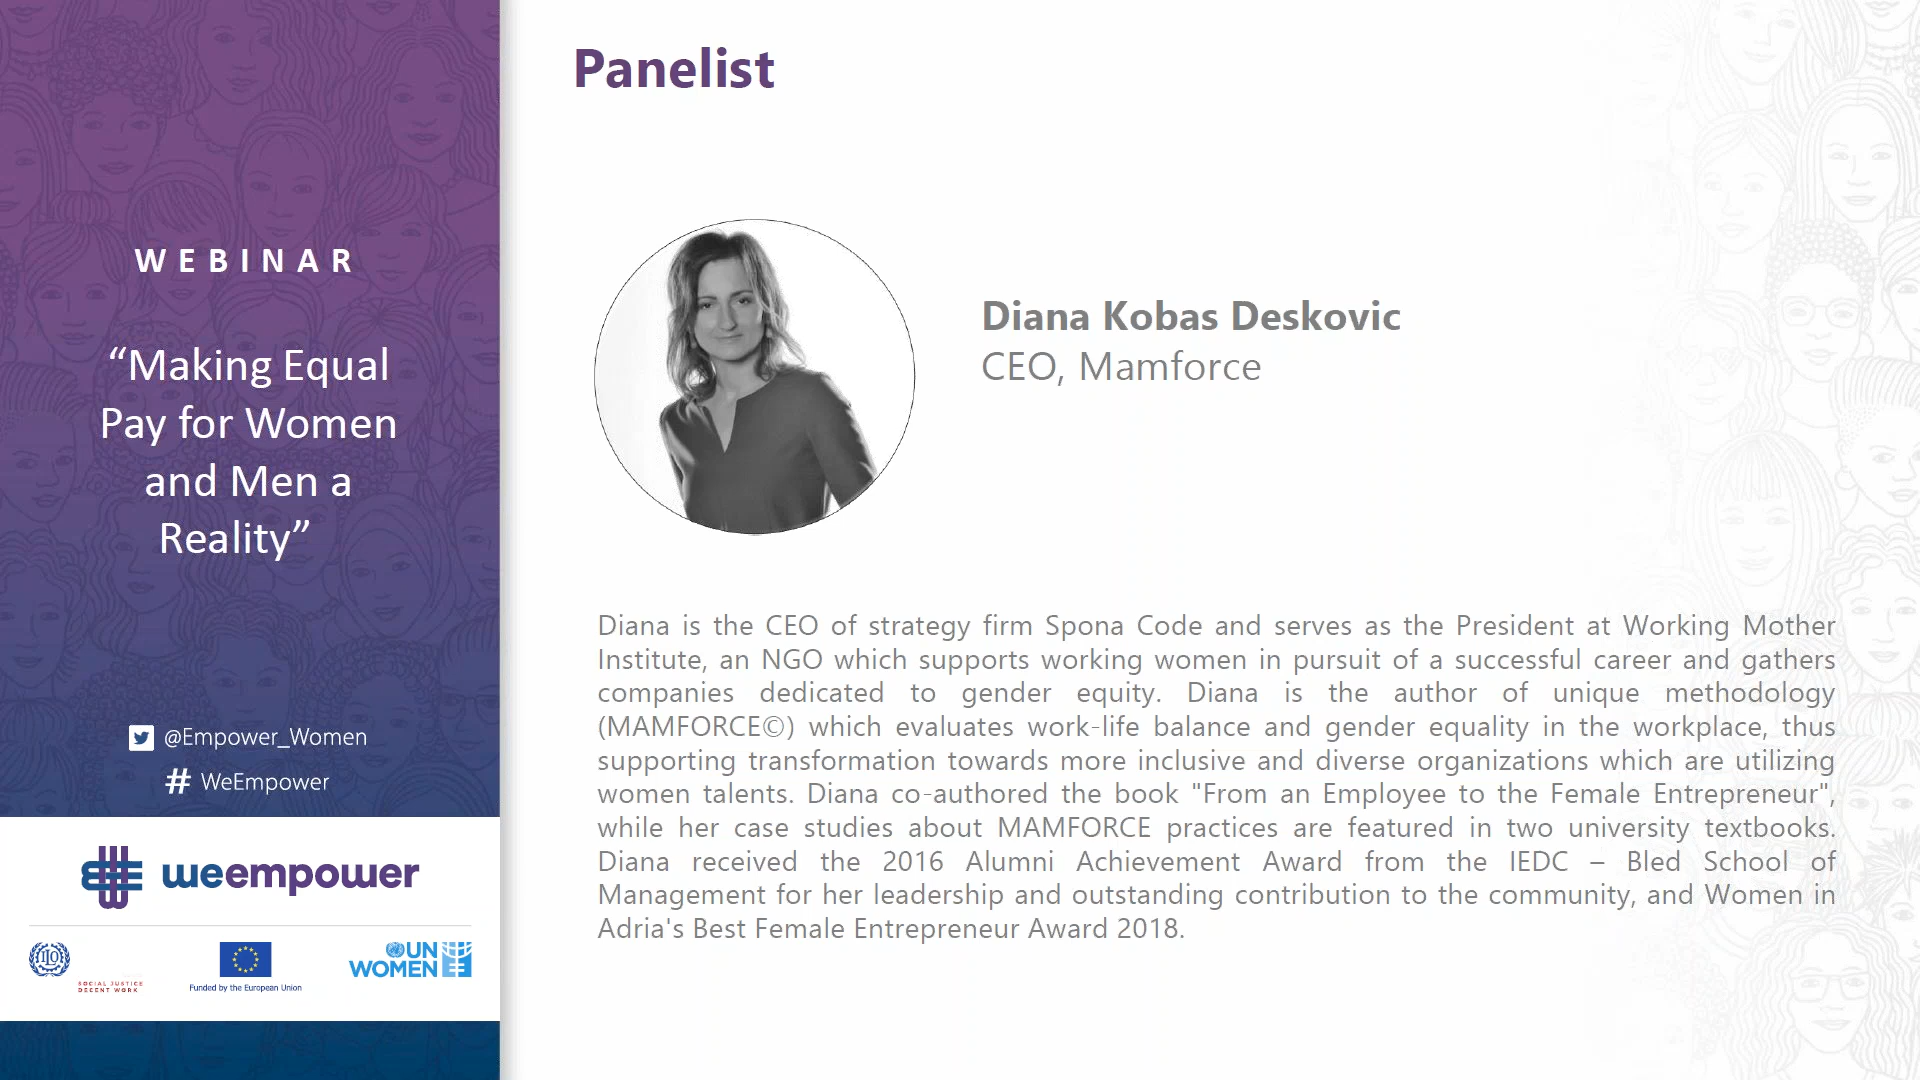 WEBINAR
“Making Equal
Pay for Women
and Men a
Reality”
@Empower_Women
# WeEmpower
weempower
ILO
SOCIAL JUSTICE
DECENT WORK
Funded by the European Union
UN
WOMEN
Panelist
Diana Kobas Deskovic
CEO, Mamforce
Diana is the CEO of strategy firm Spona Code and serves as the President at Working Mother
Institute, an NGO which supports working women in pursuit of a successful career and gathers
companies dedicated to gender equity. Diana is the author of unique methodology
(MAMFORCE©) which evaluates work-life balance and gender equality in the workplace, thus
supporting transformation towards more inclusive and diverse organizations which are utilizing
women talents. Diana co-authored the book "From an Employee to the Female Entrepreneur",
while her case studies about MAMFORCE practices are featured in two university textbooks.
Diana received the 2016 Alumni Achievement Award from the IEDC – Bled School of
Management for her leadership and outstanding contribution to the community, and Women in
Adria's Best Female Entrepreneur Award 2018.